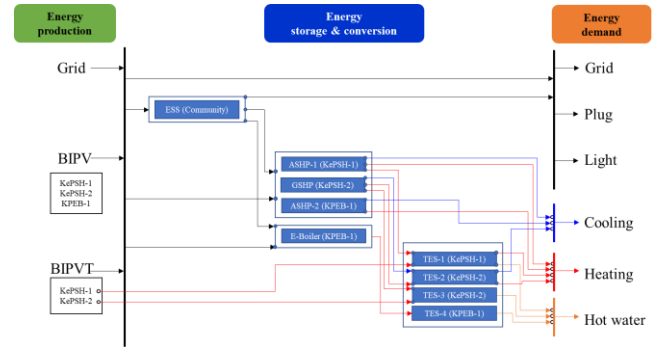 Energy
production
Energy
storage & conversion
Energy
demand
Grid
Grid
ESS (Community)
Plug
BIPV
KePSH-1
KePSH-2
KPEB-1
ASHP-1 (KePSH-1)
GSHP (KePSH-2)
ASHP-2 (KPEB-1)
Light
Cooling
E-Boiler (KPEB-1)
BIPVT
KePSH-1
KePSH-2
TES-1 (KePSH-1)
TES-2 (KePSH-2)
TES-3 (KePSH-2)
TES-4 (KPEB-1)
Heating
Hot water